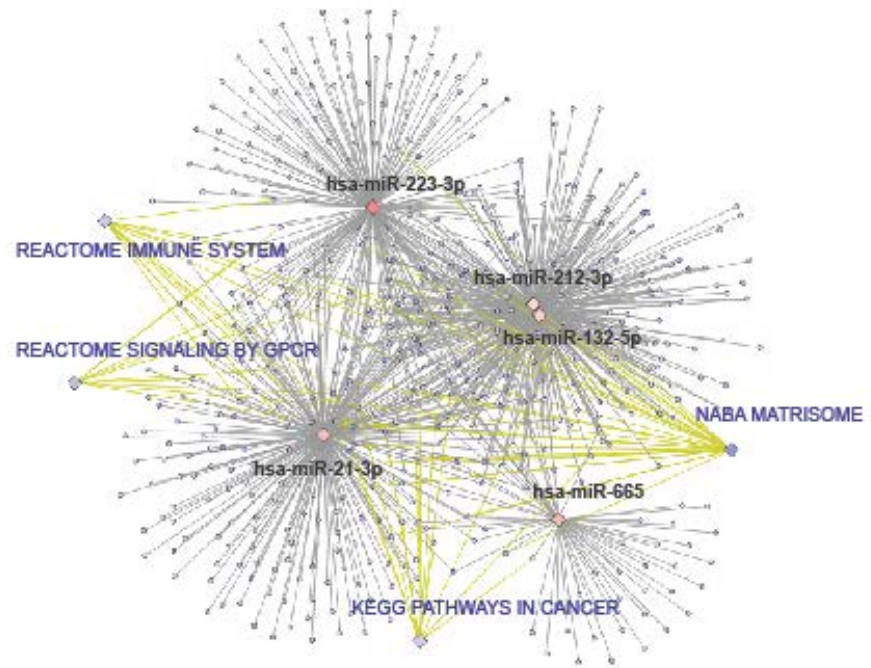 hsa-miR-223-3p
REACTOME IMMUNE SYSTEM
hsa-miR-212-3p
hsa-miR-132-5p
REACTOME SIGNALING BY GPCR
NABA MATRISOME
hsa-miR-21-3p
hsa-miR-665
KEGG PATHWAYS IN CANCER